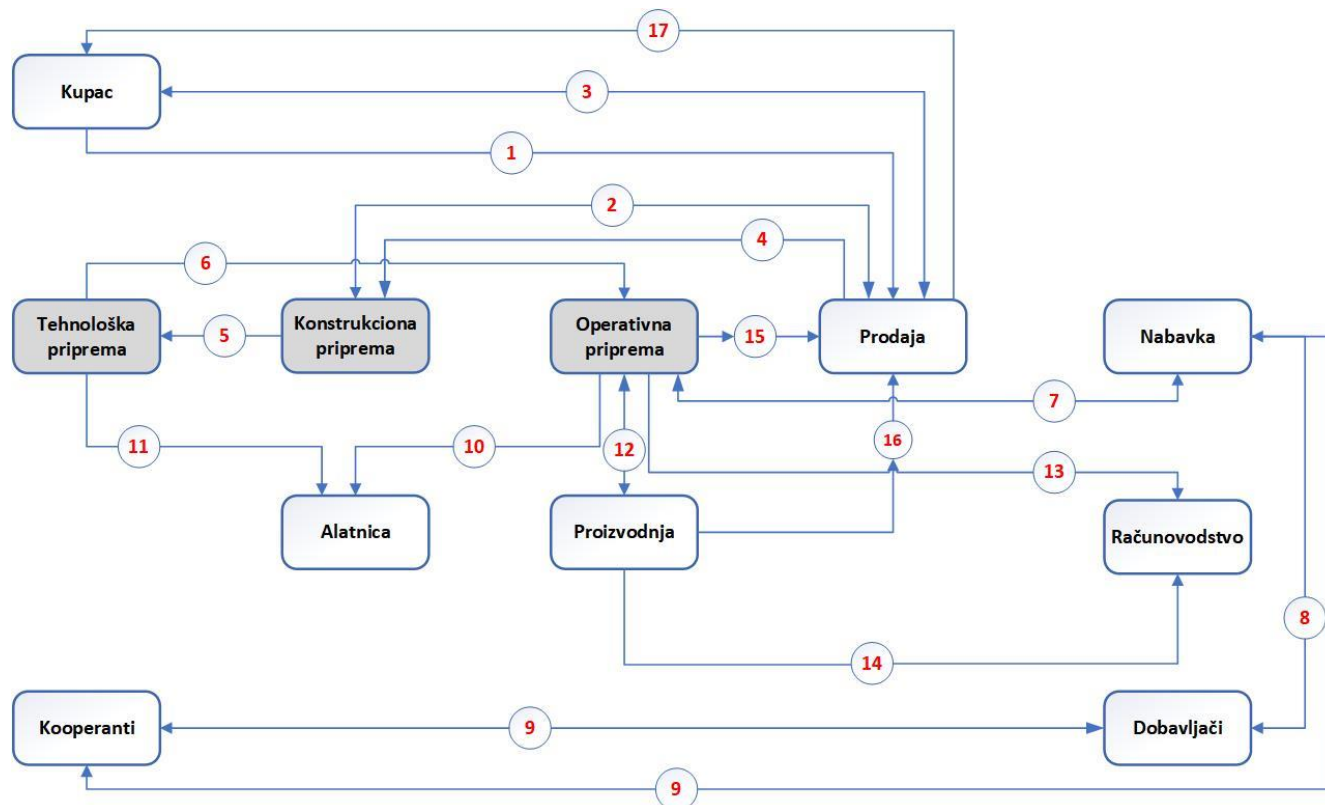 17
Kupac
3
1
2
4
6
Tehnološka
priprema
5
Konstrukciona
priprema
Operativna
priprema
15
Prodaja
Nabavka
7
11
10
12
16
13
Alatnica
Proizvodnja
Računovodstvo
8
14
Kooperanti
9
Dobavljači
9